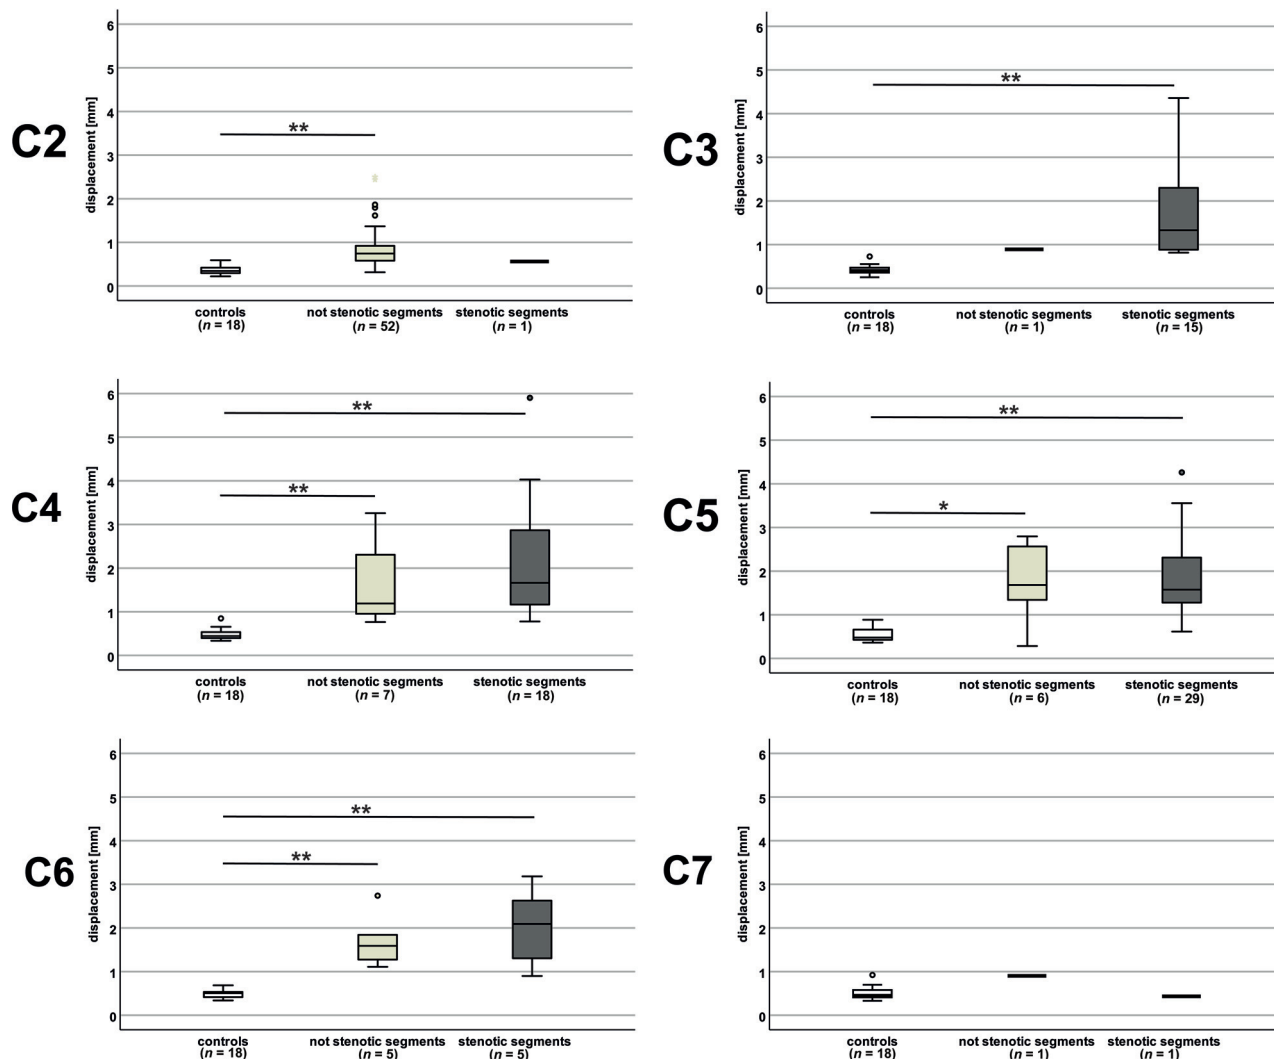 C2
displacement [mm]
6
5
4
3
2
1
0
**
controls
(n = 18)
not stenotic segments
(n = 52)
stenotic segments
(n = 1)
C3
displacement [mm]
6
5
4
3
2
1
0
**
controls
(n = 18)
not stenotic segments
(n = 1)
stenotic segments
(n = 15)
C4
displacement [mm]
6
5
4
3
2
1
0
**
**
controls
(n = 18)
not stenotic segments
(n = 7)
stenotic segments
(n = 18)
C5
displacement [mm]
6
5
4
3
2
1
0
**
*
controls
(n = 18)
not stenotic segments
(n = 6)
stenotic segments
(n = 29)
C6
displacement [mm]
6
5
4
3
2
1
0
**
**
controls
(n = 18)
not stenotic segments
(n = 5)
stenotic segments
(n = 5)
C7
displacement [mm]
6
5
4
3
2
1
0
controls
(n = 18)
not stenotic segments
(n = 1)
stenotic segments
(n = 1)